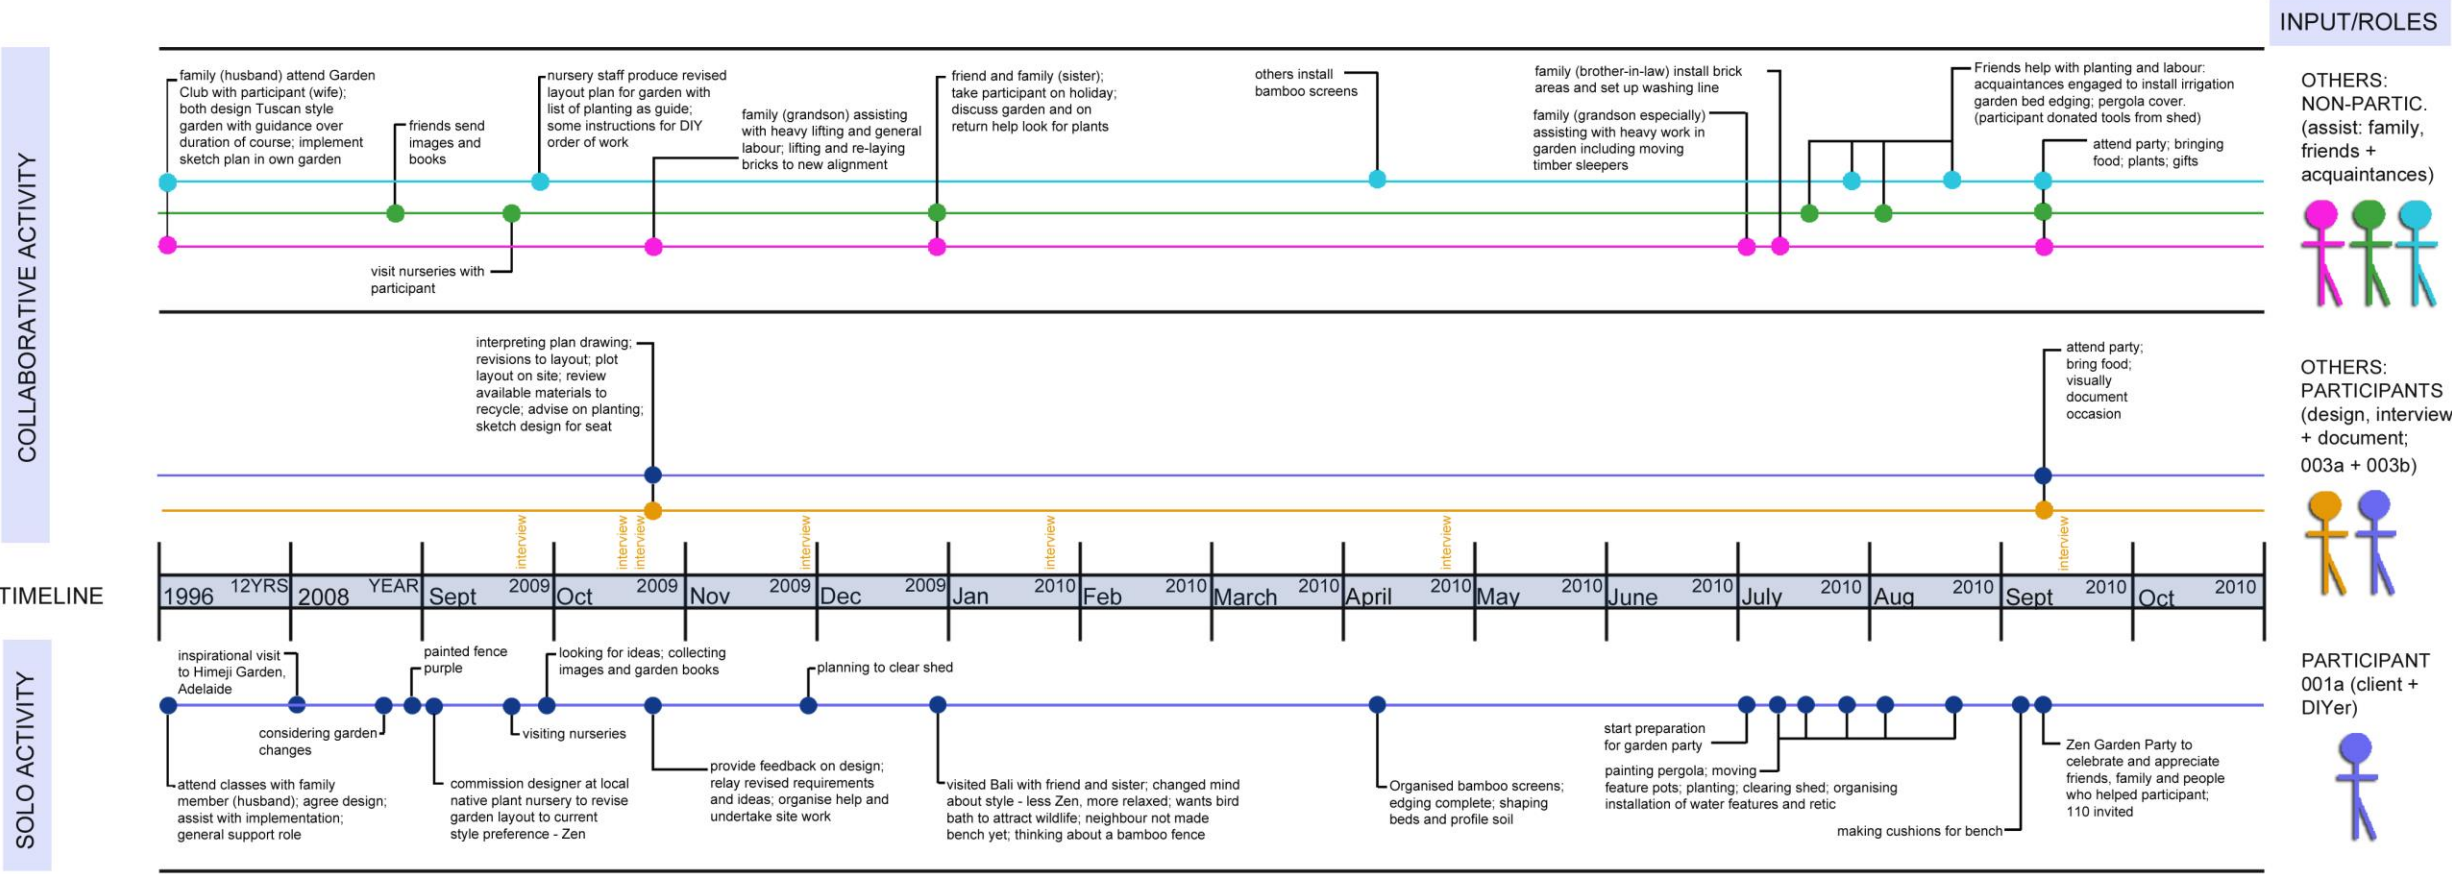 INPUT/ROLES
COLLABORATIVE ACTIVITY
family (husband) attend Garden
Club with participant (wife);
both design Tuscan style
garden with guidance over
duration of course; implement
sketch plan in own garden
friends send
images and
books
nursery staff produce revised
layout plan for garden with
list of planting as guide;
some instructions for DIY
order of work
visit nurseries with
participant
family (grandson) assisting
with heavy lifting and general
labour; lifting and re-laying
bricks to new alignment
friend and family (sister);
take participant on holiday;
discuss garden and on
return help look for plants
others install
bamboo screens
family (brother-in-law) install brick
areas and set up washing line
family (grandson especially)
assisting with heavy work in
garden including moving
timber sleepers
Friends help with planting and labour:
acquaintances engaged to install irrigation
garden bed edging; pergola cover.
(participant donated tools from shed)
attend party; bringing
food; plants; gifts
OTHERS:
NON-PARTIC.
(assist: family,
friends +
acquaintances)
interpreting plan drawing;
revisions to layout; plot
layout on site; review
available materials to
recycle; advise on planting;
sketch design for seat
attend party;
bring food;
visually
document
occasion
OTHERS:
PARTICIPANTS
(design, interview
+ document;
003a + 003b)
interview
interview
interview
interview
interview
interview
interview
TIMELINE
1996 12YRS
2008 YEAR
Sept 2009
Oct 2009
Nov 2009
Dec 2009
Jan 2010
Feb 2010
March 2010
April 2010
May 2010
June 2010
July 2010
Aug 2010
Sept 2010
Oct 2010
SOLO ACTIVITY
inspirational visit
to Himeji Garden,
Adelaide
considering garden
changes
attend classes with family
member (husband); agree design;
assist with implementation;
general support role
painted fence
purple
commission designer at local
native plant nursery to revise
garden layout to current
style preference - Zen
visiting nurseries
looking for ideas; collecting
images and garden books
provide feedback on design;
relay revised requirements
and ideas; organise help and
undertake site work
planning to clear shed
visited Bali with friend and sister; changed mind
about style - less Zen, more relaxed; wants bird
bath to attract wildlife; neighbour not made
bench yet; thinking about a bamboo fence
Organised bamboo screens;
edging complete; shaping
beds and profile soil
start preparation
for garden party
painting pergola; moving
feature pots; planting; clearing shed; organising
installation of water features and retic
making cushions for bench
Zen Garden Party to
celebrate and appreciate
friends, family and people
who helped participant;
110 invited
PARTICIPANT
001a (client +
DIYer)